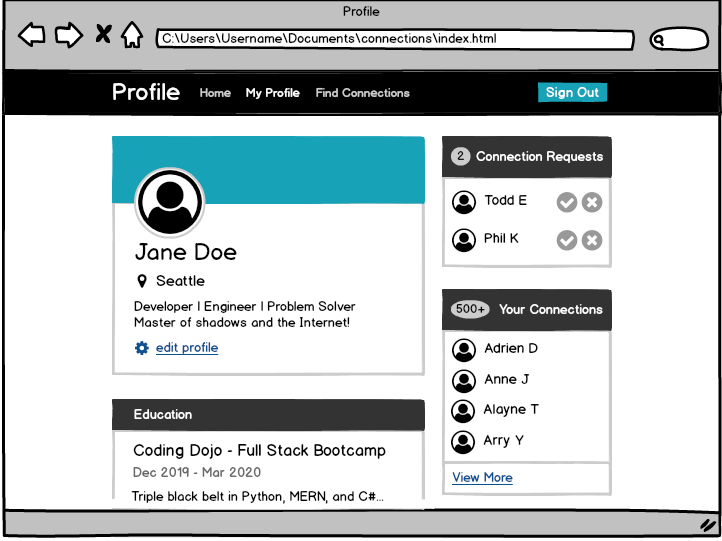 Profile
C:\Users\Username\Documents\connections\index.html
Profile Home My Profile Find Connections Sign Out
Jane Doe
Seattle
Developer | Engineer | Problem Solver
Master of shadows and the Internet!
edit profile
Education
Coding Dojo - Full Stack Bootcamp
Dec 2019 - Mar 2020
Triple black belt in Python, MERN, and C#...
2 Connection Requests
Todd E
Phil K
500+ Your Connections
Adrien D
Anne J
Alayne T
Arry Y
View More